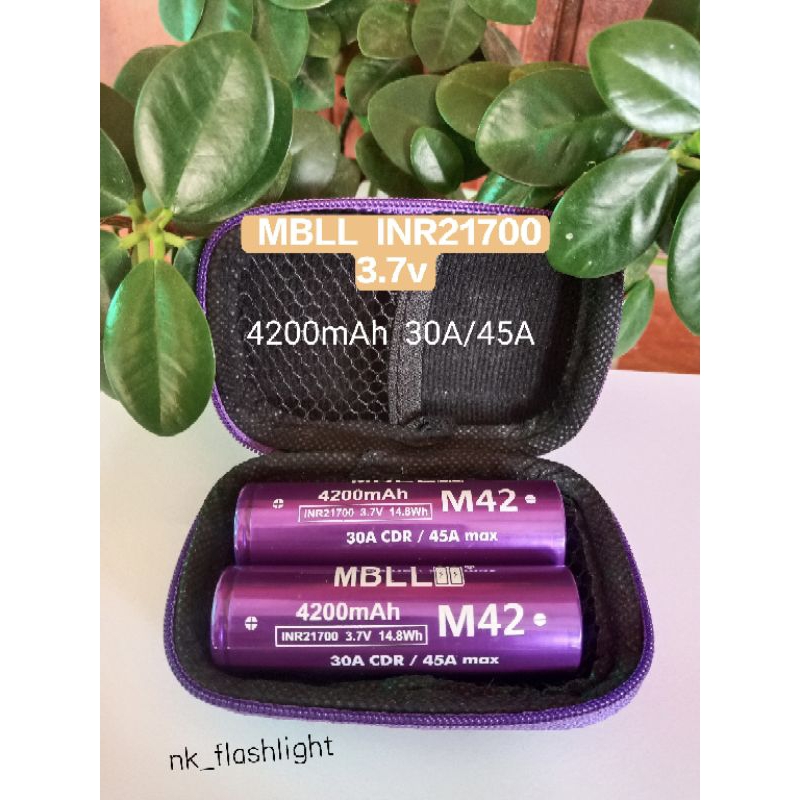 MBLL INR21700
3.7v
4200mAh 30A/45A
4200mAh
M42
INR21700 3.7V 14.8Wh
30A CDR / 45A max
MBLL
4200mAh
M42
INR21700 3.7V 14.8Wh
30A CDR / 45A max
nk_flashlight